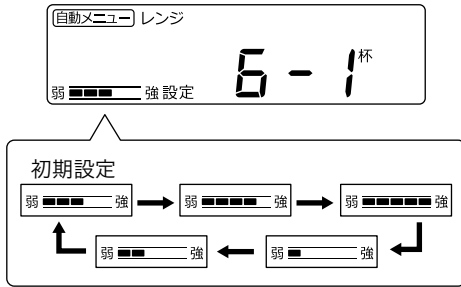 自動メニュー レンジ
6-1杯
弱 強 設定
初期設定
弱 強 弱 強 弱 強
弱 強 弱 強